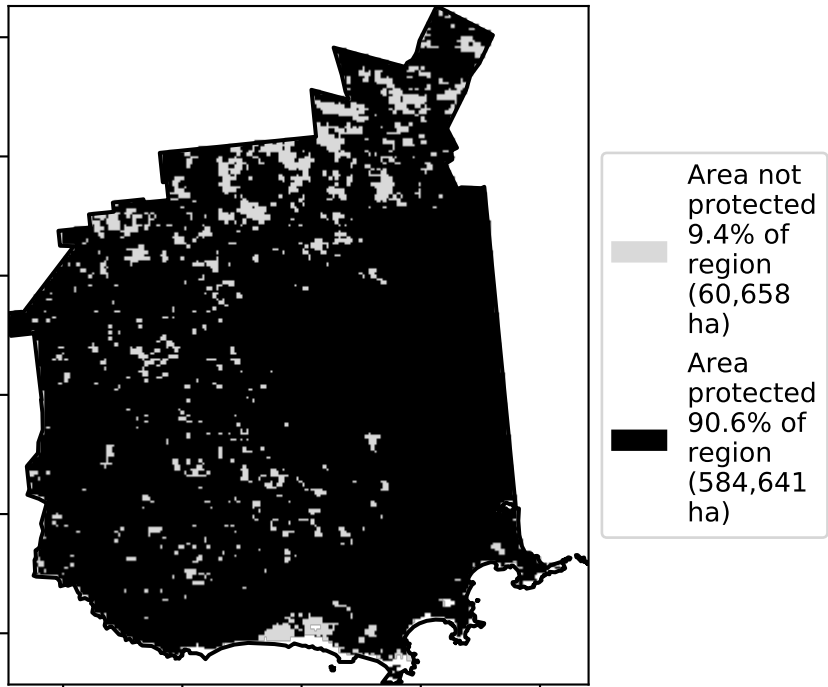 Area not
protected
9.4% of
region
(60,658
ha)
Area
protected
90.6% of
region
(584,641
ha)